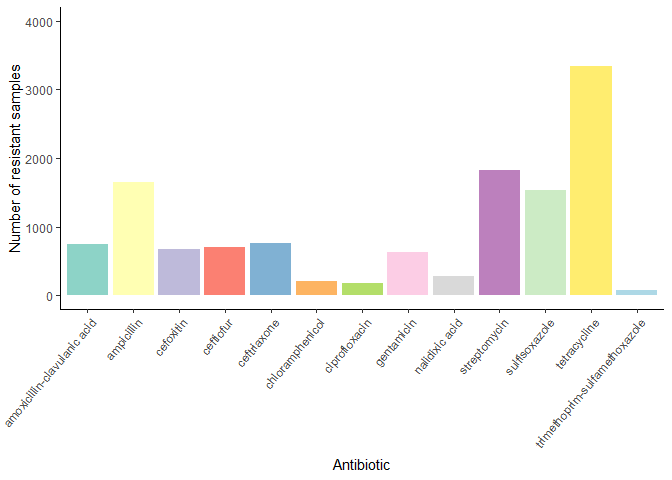 4000
3000
2000
1000
0
Number of resistant samples
amoxicillin-clavulanic acid
ampicillin
cefoxitin
ceftiofur
ceftriaxone
chloramphenicol
ciprofloxacin
gentamicin
nalidixic acid
streptomycin
sulfisoxazole
tetracycline
trimethoprim-sulfamethoxazole
Antibiotic